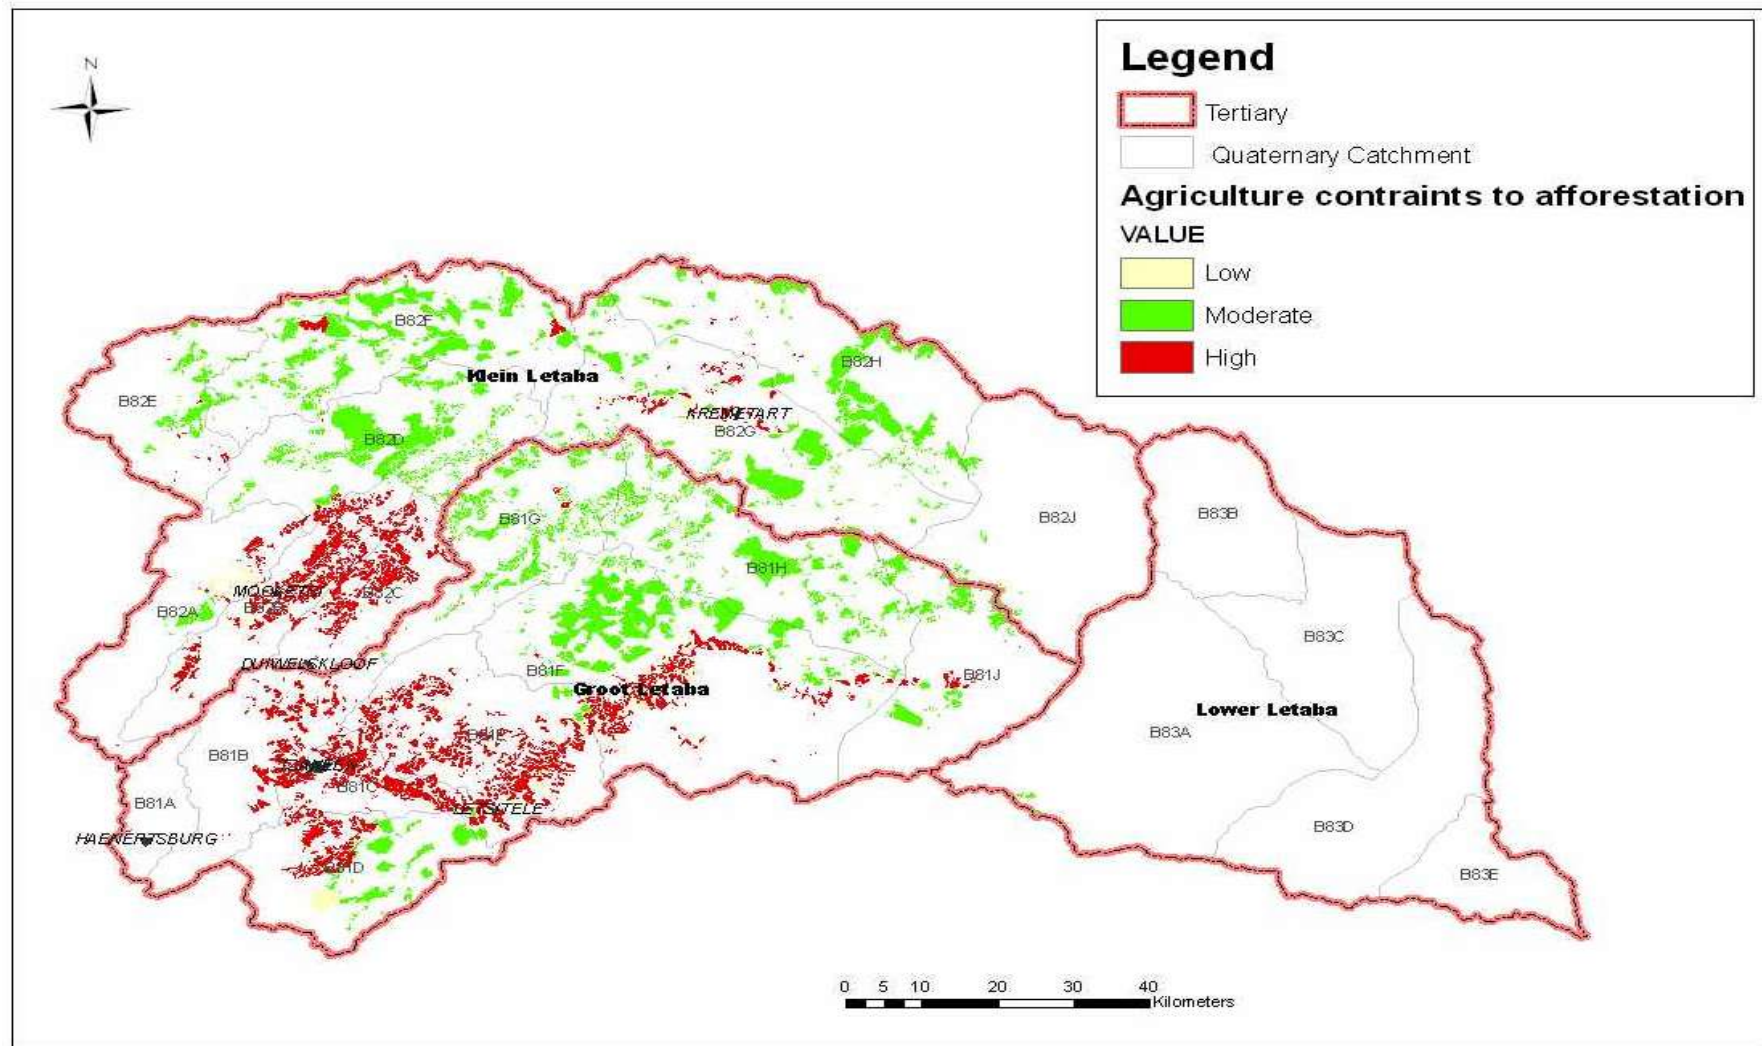 N
Legend
Tertiary
Quaternary Catchment
Agriculture contraints to afforestation
VALUE
Low
Moderate
High
B82F
B82H
Klein Letaba
B82E
KREMETART
B82G
B82D
B81G
B82J
B83B
B81H
B82A
B82C
B83C
DUIWELSKLOOF
B81F
B81J
Groot Letaba
Lower Letaba
B83A
B81B
B81C
B81A
LETSITELE
B83D
HAENERTSBURG
B81D
B83E
0 5 10 20 30 40
Kilometers